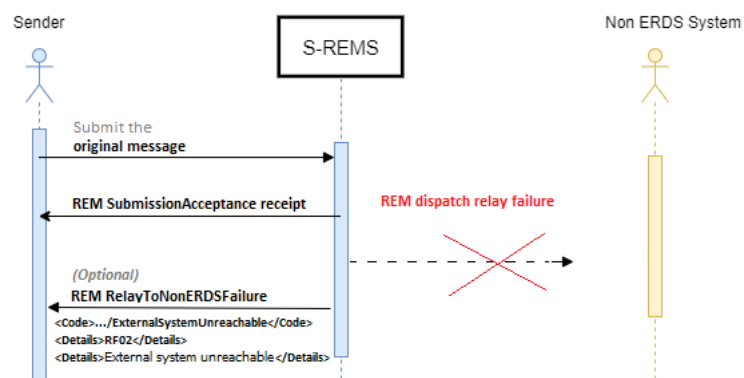 Sender
Non ERDS System
S-REMS
Submit the
original message
REM SubmissionAcceptance receipt
REM dispatch relay failure
(Optional)
REM RelayToNonERDSFailure
<Code>.../ExternalSystemUnreachable</Code>
<Details>RF02</Details>
<Details>External system unreachable</Details>